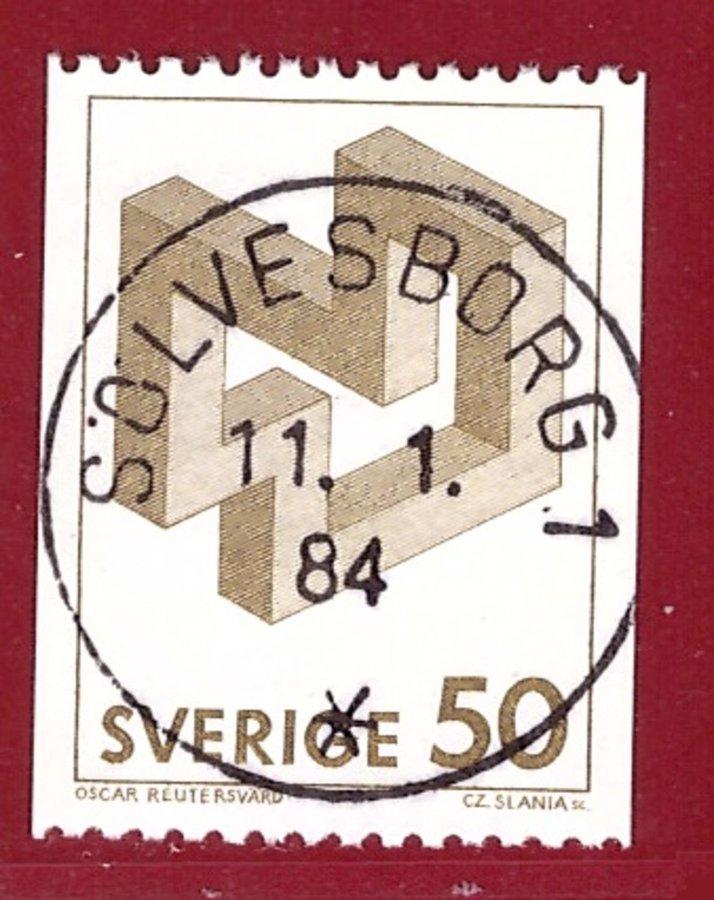 SÖLVESBORG 1
11. 1.
84
*
SVERIGE 50
OSCAR REUTERSVÄRD
CZ. SLANIA sc.